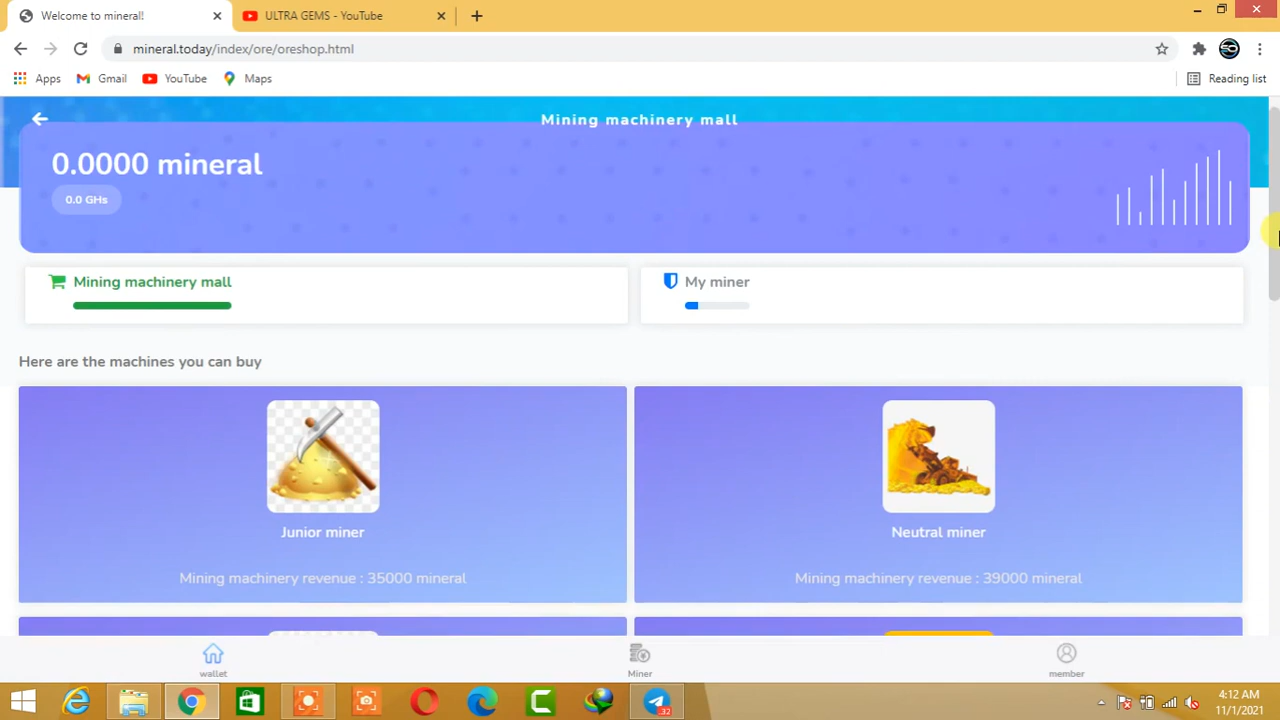 Welcome to mineral!
ULTRA GEMS - YouTube
mineral.today/index/ore/oreshop.html
Apps
Gmail
YouTube
Maps
Reading list
Mining machinery mall
0.0000 mineral
0.0 GHs
Mining machinery mall
My miner
Here are the machines you can buy
Junior miner
Neutral miner
Mining machinery revenue : 35000 mineral
Mining machinery revenue : 39000 mineral
wallet
Miner
member
32
4:12 AM
11/1/2021